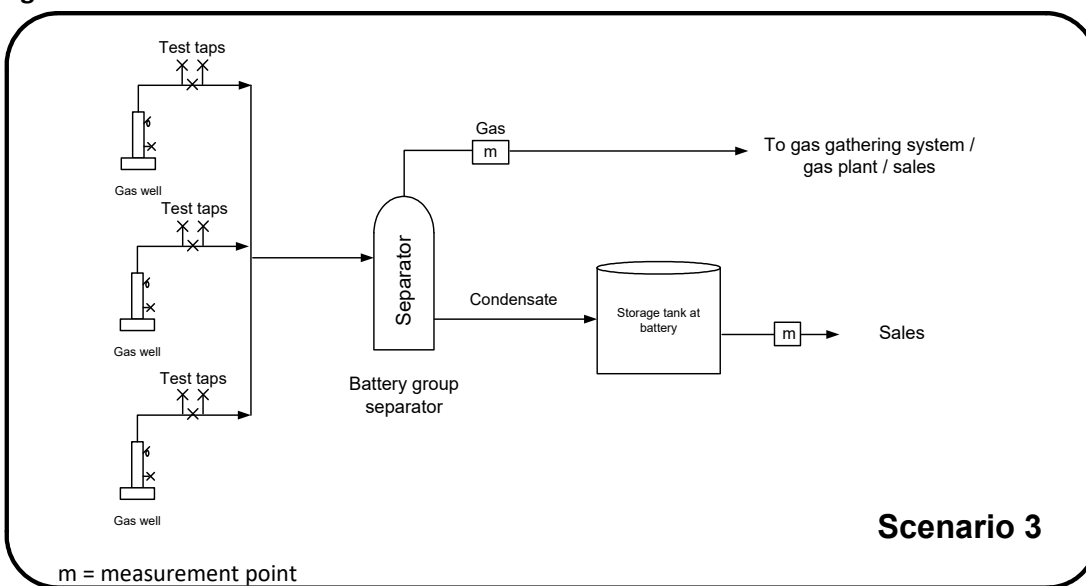 Test taps
Gas well
Test taps
Gas well
Test taps
Gas well
Gas
m
To gas gathering system /
gas plant / sales
Separator
Battery group
separator
Condensate
Storage tank at
battery
m
Sales
Scenario 3
m = measurement point